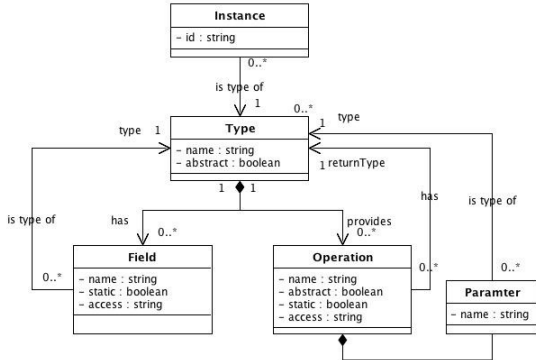 Instance
- id : string
0..*
is type of
1
0..*
Type
- name : string
- abstract : boolean
type
1
1
type
1
returnType
1
1
is type of
has
provides
has
is type of
0..*
0..*
Field
- name : string
- static : boolean
- access : string
0..*
Operation
- name : string
- abstract : boolean
- static : boolean
- access : string
0..*
0..*
Paramter
- name : string